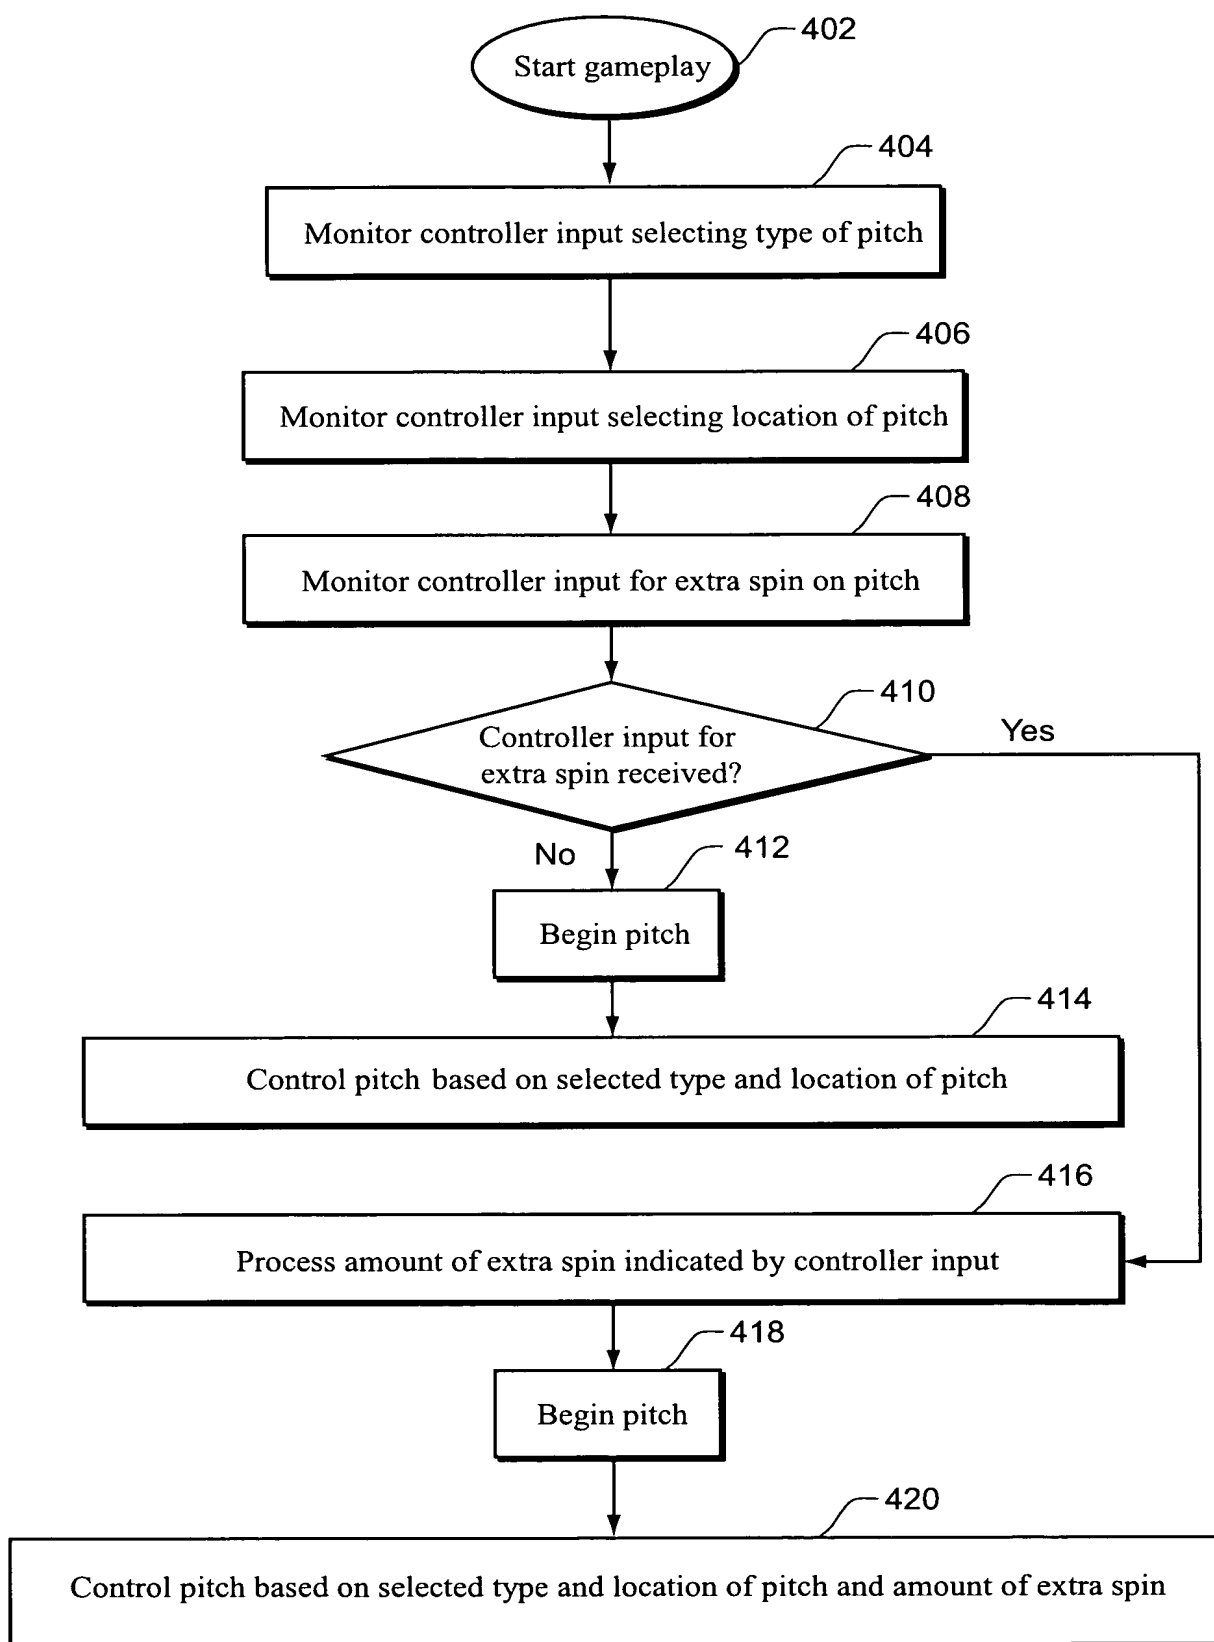 402
Start gameplay
404
Monitor controller input selecting type of pitch
406
Monitor controller input selecting location of pitch
408
Monitor controller input for extra spin on pitch
410
Controller input for
extra spin received?
Yes
No
412
Begin pitch
414
Control pitch based on selected type and location of pitch
416
Process amount of extra spin indicated by controller input
418
Begin pitch
420
Control pitch based on selected type and location of pitch and amount of extra spin